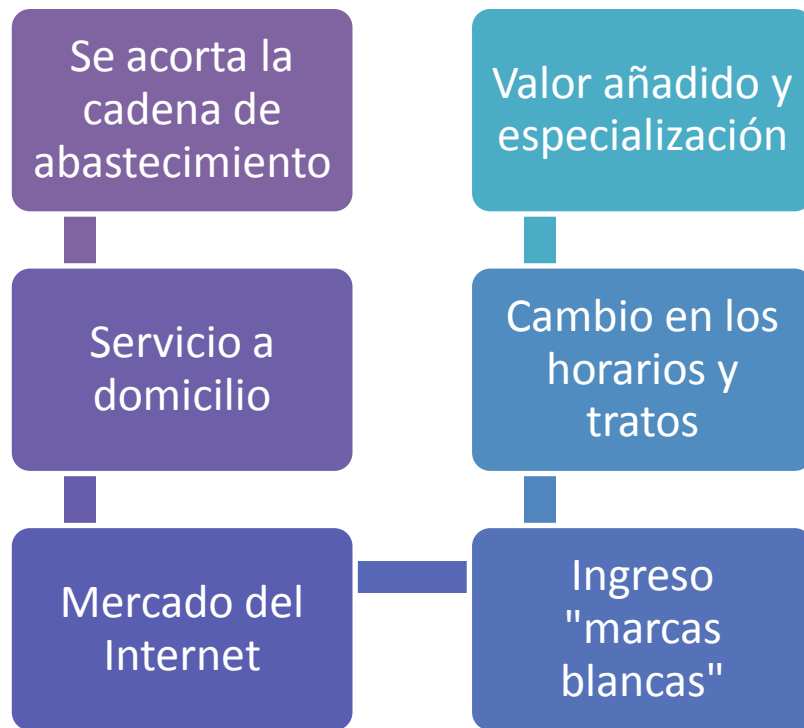 Se acorta la
cadena de
abastecimiento
Servicio a
domicilio
Mercado del
Internet
Ingreso
"marcas
blancas"
Cambio en los
horarios y
tratos
Valor añadido y
especialización